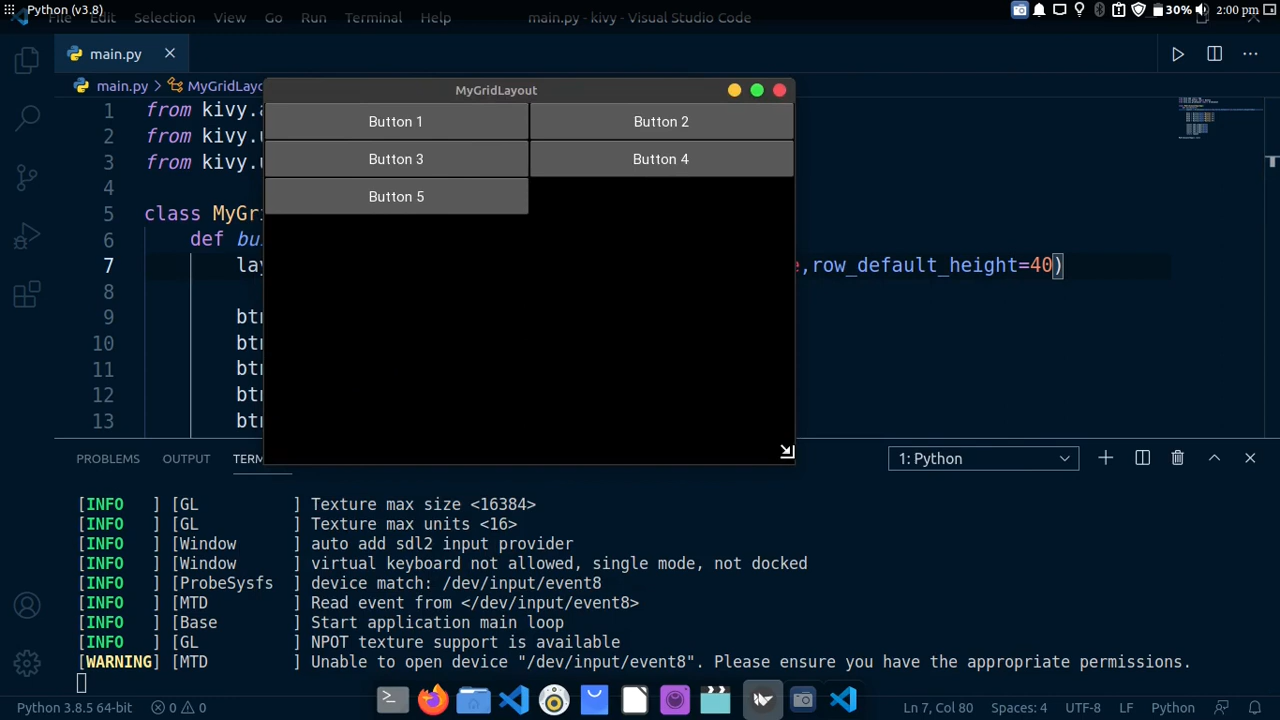 Python (v3.8)
30% 2:00 pm
File Edit Selection View Go Run Terminal Help main.py - kivy - Visual Studio Code
main.py
main.py > MyGridLayo
MyGridLayout
Button 1 Button 2
Button 3 Button 4
Button 5
1 from kivy.
2 from kivy.
3 from kivy.
4
5 class MyGri
6 def bu
7 lay ,row_default_height=40)
8
9 btn
10 btn
11 btn
12 btn
13 btn
PROBLEMS OUTPUT TERM 1: Python
[INFO ] [GL ] Texture max size <16384>
[INFO ] [GL ] Texture max units <16>
[INFO ] [Window ] auto add sdl2 input provider
[INFO ] [Window ] virtual keyboard not allowed, single mode, not docked
[INFO ] [ProbeSysfs ] device match: /dev/input/event8
[INFO ] [MTD ] Read event from </dev/input/event8>
[INFO ] [Base ] Start application main loop
[INFO ] [GL ] NPOT texture support is available
[WARNING] [MTD ] Unable to open device "/dev/input/event8". Please ensure you have the appropriate permissions.
Python 3.8.5 64-bit 0 0 Ln 7, Col 80 Spaces: 4 UTF-8 LF Python